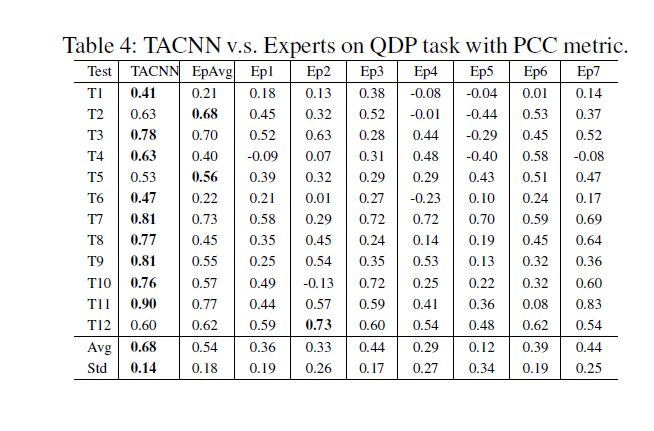 Table 4: TACNN v.s. Experts on QDP task with PCC metric.
Test TACNN EpAvg Ep1 Ep2 Ep3 Ep4 Ep5 Ep6 Ep7
T1 0.41 0.21 0.18 0.13 0.38 -0.08 -0.04 0.01 0.14
T2 0.63 0.68 0.45 0.32 0.52 -0.01 -0.44 0.53 0.37
T3 0.78 0.70 0.52 0.63 0.28 0.44 -0.29 0.45 0.52
T4 0.63 0.40 -0.09 0.07 0.31 0.48 -0.40 0.58 -0.08
T5 0.53 0.56 0.39 0.32 0.29 0.29 0.43 0.51 0.47
T6 0.47 0.22 0.21 0.01 0.27 -0.23 0.10 0.24 0.17
T7 0.81 0.73 0.58 0.29 0.72 0.72 0.70 0.59 0.69
T8 0.77 0.45 0.35 0.45 0.24 0.14 0.19 0.45 0.64
T9 0.81 0.55 0.25 0.54 0.35 0.53 0.13 0.32 0.36
T10 0.76 0.57 0.49 -0.13 0.72 0.25 0.22 0.32 0.60
T11 0.90 0.77 0.44 0.57 0.59 0.41 0.36 0.08 0.83
T12 0.60 0.62 0.59 0.73 0.60 0.54 0.48 0.62 0.54
Avg 0.68 0.54 0.36 0.33 0.44 0.29 0.12 0.39 0.44
Std 0.14 0.18 0.19 0.26 0.17 0.27 0.34 0.19 0.25